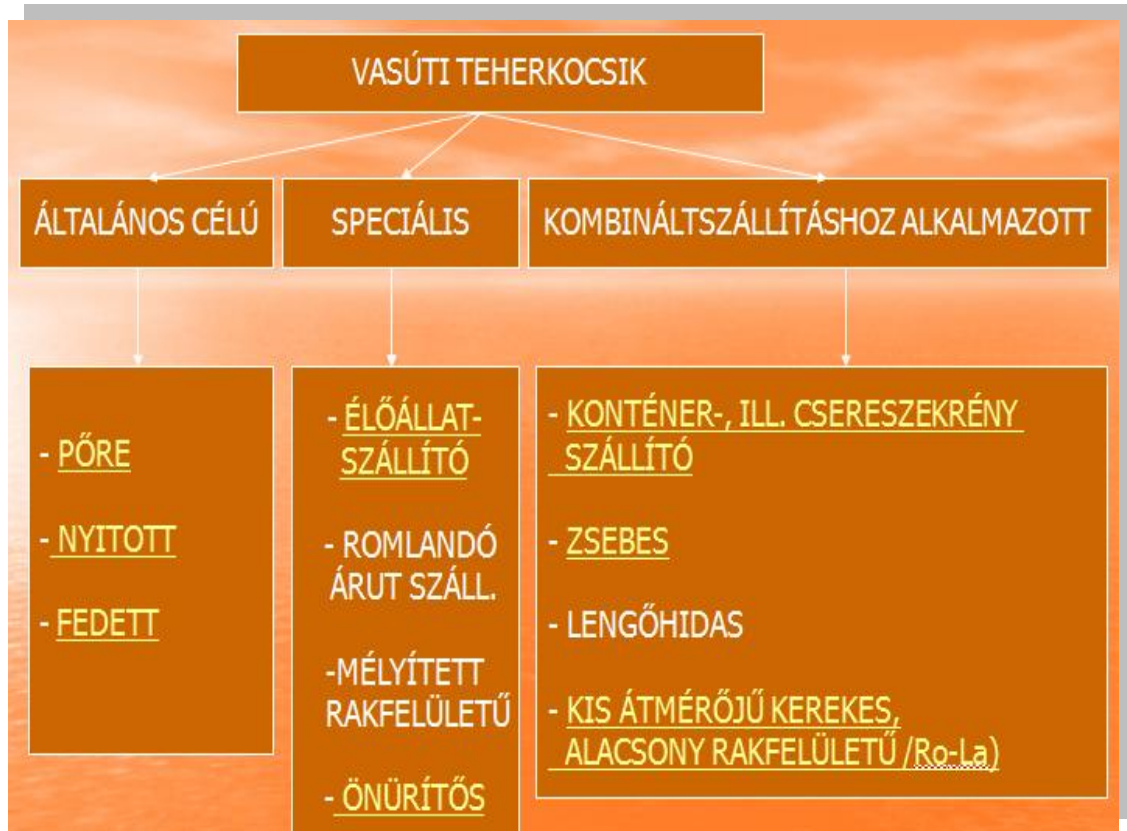 VASÚTI TEHERKOCSIK
ÁLTALÁNOS CÉLÚ
SPECIÁLIS
KOMBINÁLTSZÁLLÍTÁSHOZ ALKALMAZOTT
- PŐRE
- NYITOTT
- FEDETT
- ÉLŐÁLLAT-
SZÁLLÍTÓ
- ROMLANDÓ
ÁRUT SZÁLL.
-MÉLYÍTETT
RAKFELÜLETŰ
- ÖNÜRÍTŐS
- KONTÉNER-, ILL. CSERESZEKRÉNY
SZÁLLÍTÓ
- ZSEBES
- LENGŐHIDAS
- KIS ÁTMÉRŐJŰ KEREKES,
ALACSONY RAKFELÜLETŰ /Ro-La)